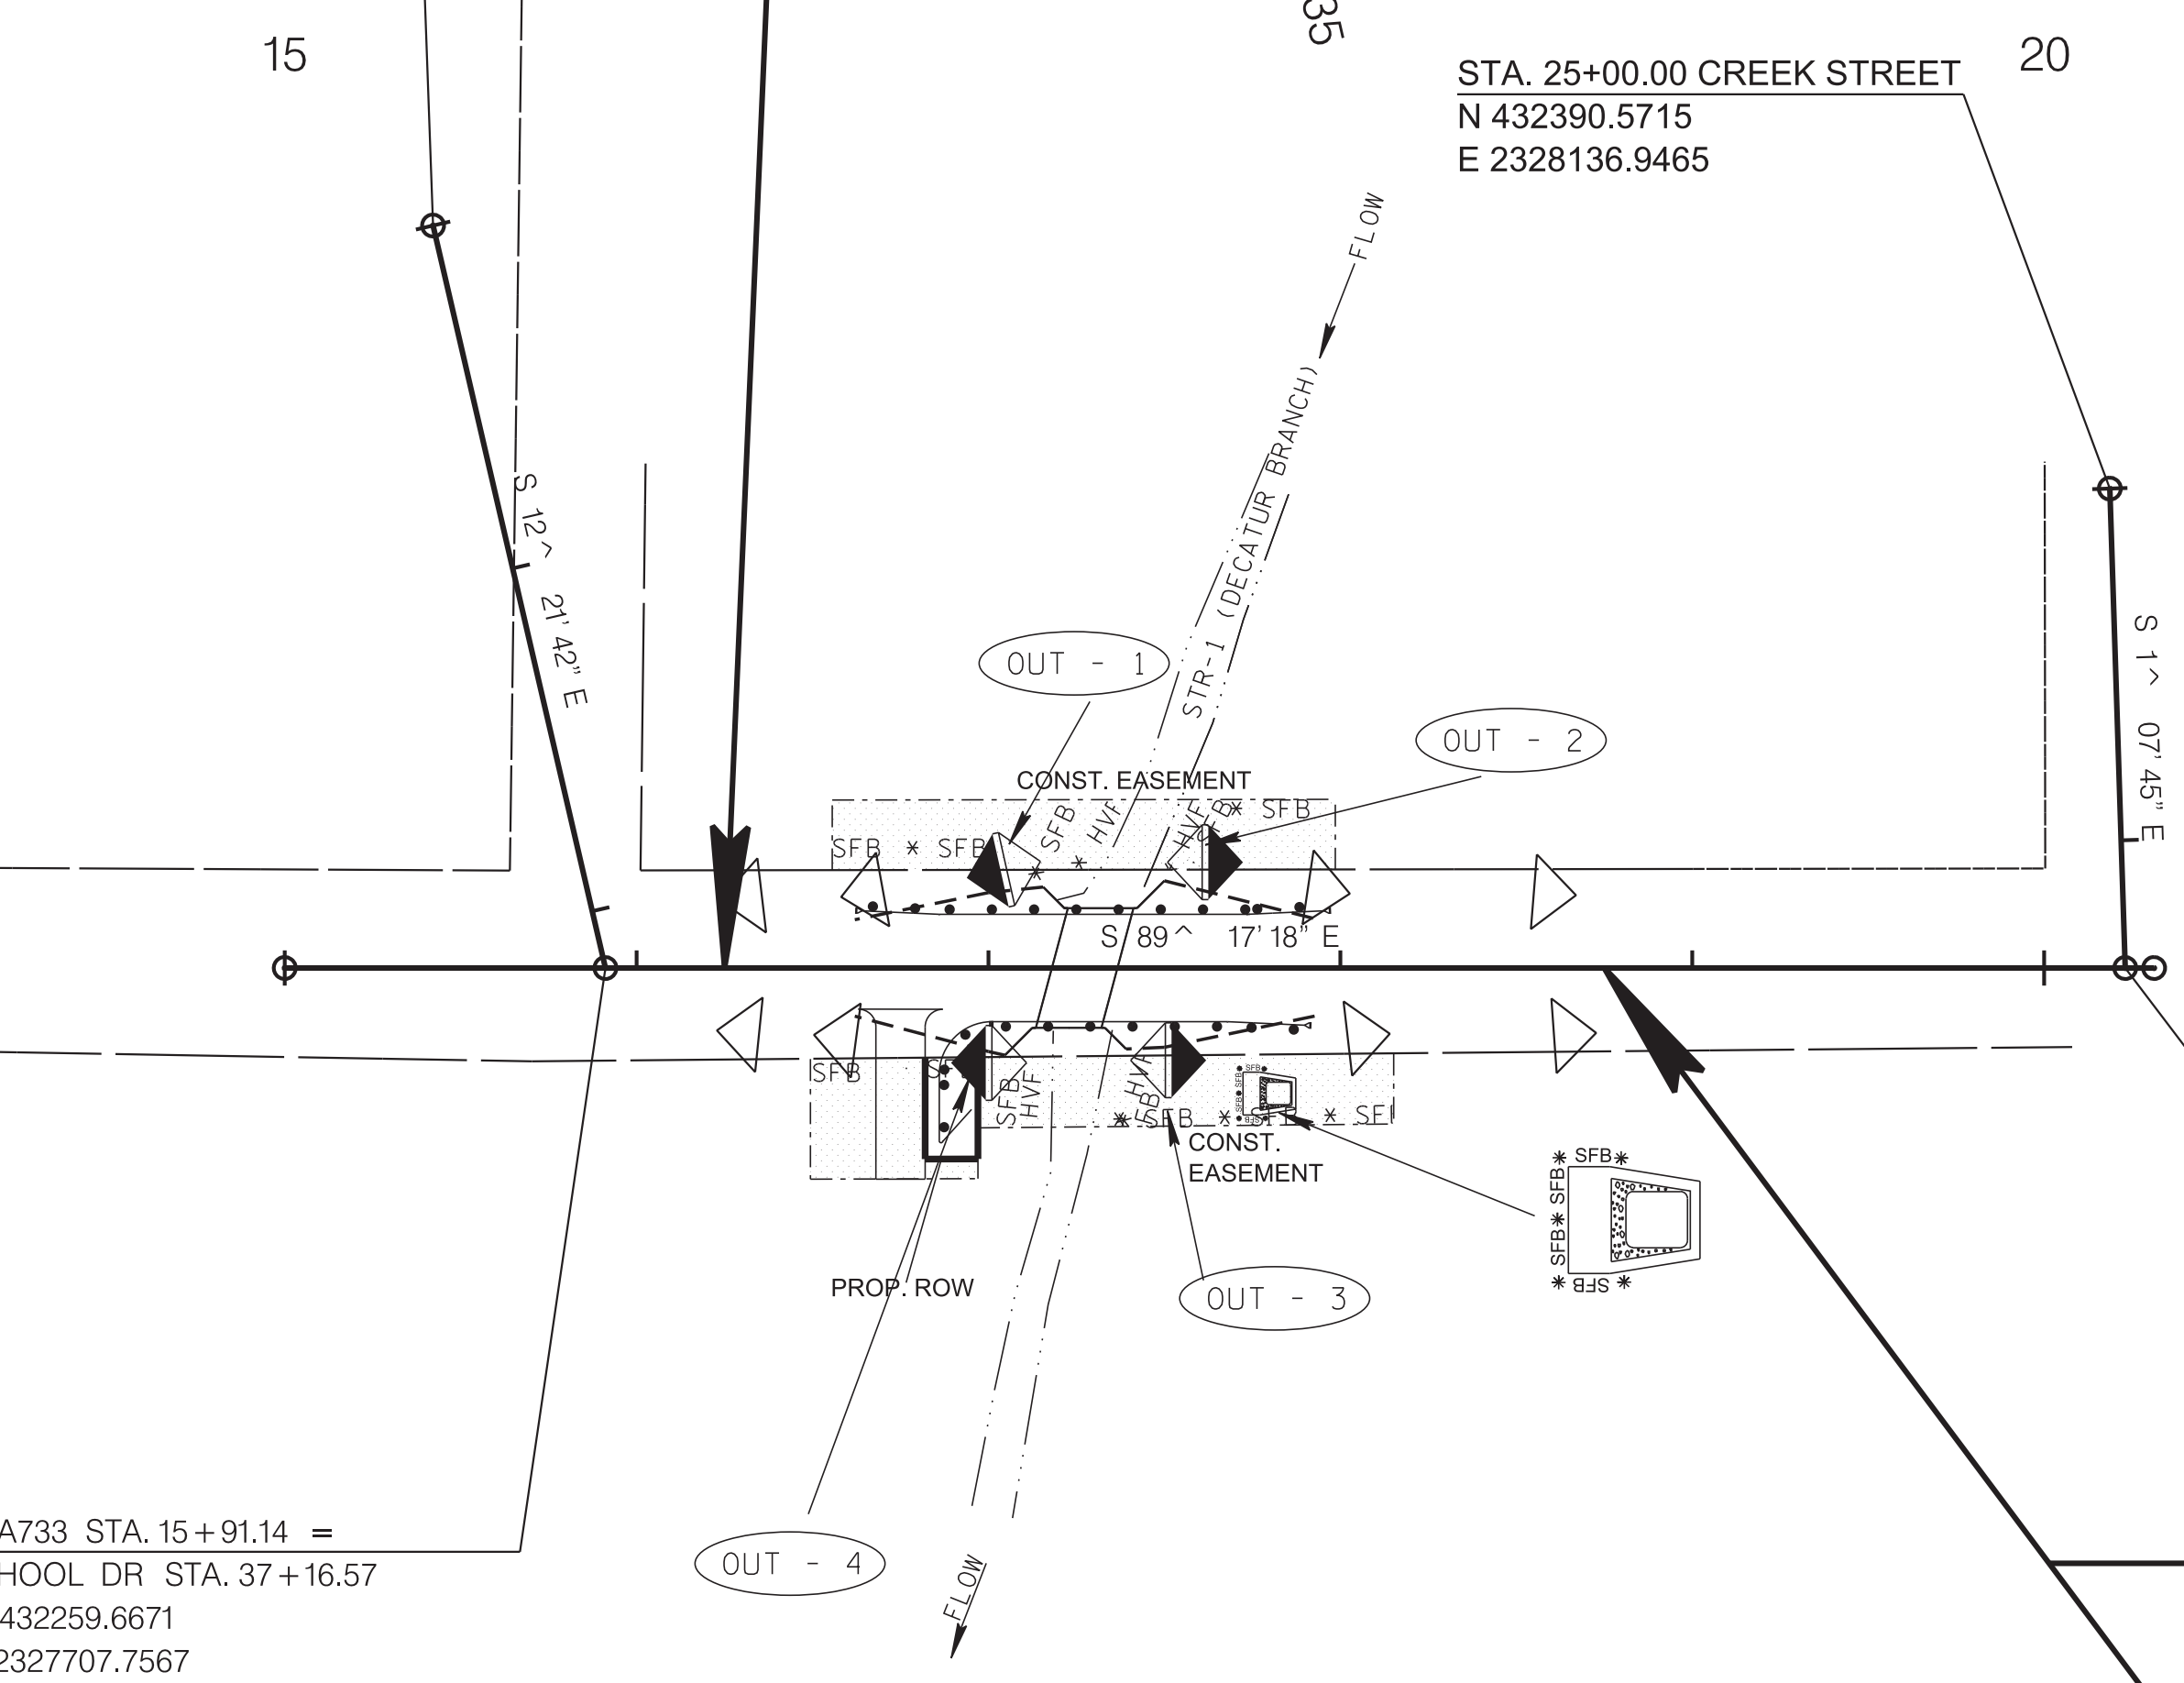 15
35
20
STA. 25+00.00 CREEK STREET
N 432390.5715
E 2328136.9465
FLOW
STR-1 (DECATUR BRANCH)
S 12^ 21' 42" E
S 1^ 07' 45" E
OUT - 1
OUT - 2
CONST. EASEMENT
SFB * SFB
SFB
* HVF
*
HVF
* SFB
S 89^ 17' 18" E
SFB
SFB
HVF
HVF
* SFB *
*
CONST.
EASEMENT
SFB
SFB
SFB
SFB
* SFB *
SFB * SFB
* SFB *
PROP. ROW
OUT - 3
OUT - 4
FLOW
A733 STA. 15+91.14 =
HOOL DR STA. 37+16.57
432259.6671
2327707.7567